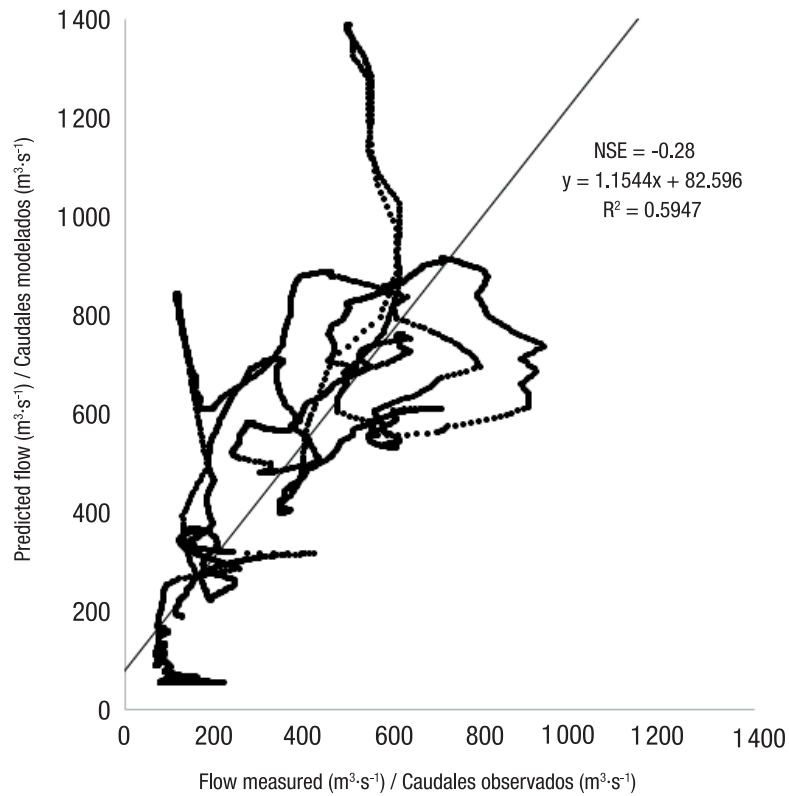 1400
1200
1000
800
600
400
200
0
Predicted flow (m³·s⁻¹) / Caudales modelados (m³·s⁻¹)
NSE = -0.28
y = 1.1544x + 82.596
R² = 0.5947
0 200 400 600 800 1000 1200 1400
Flow measured (m³·s⁻¹) / Caudales observados (m³·s⁻¹)